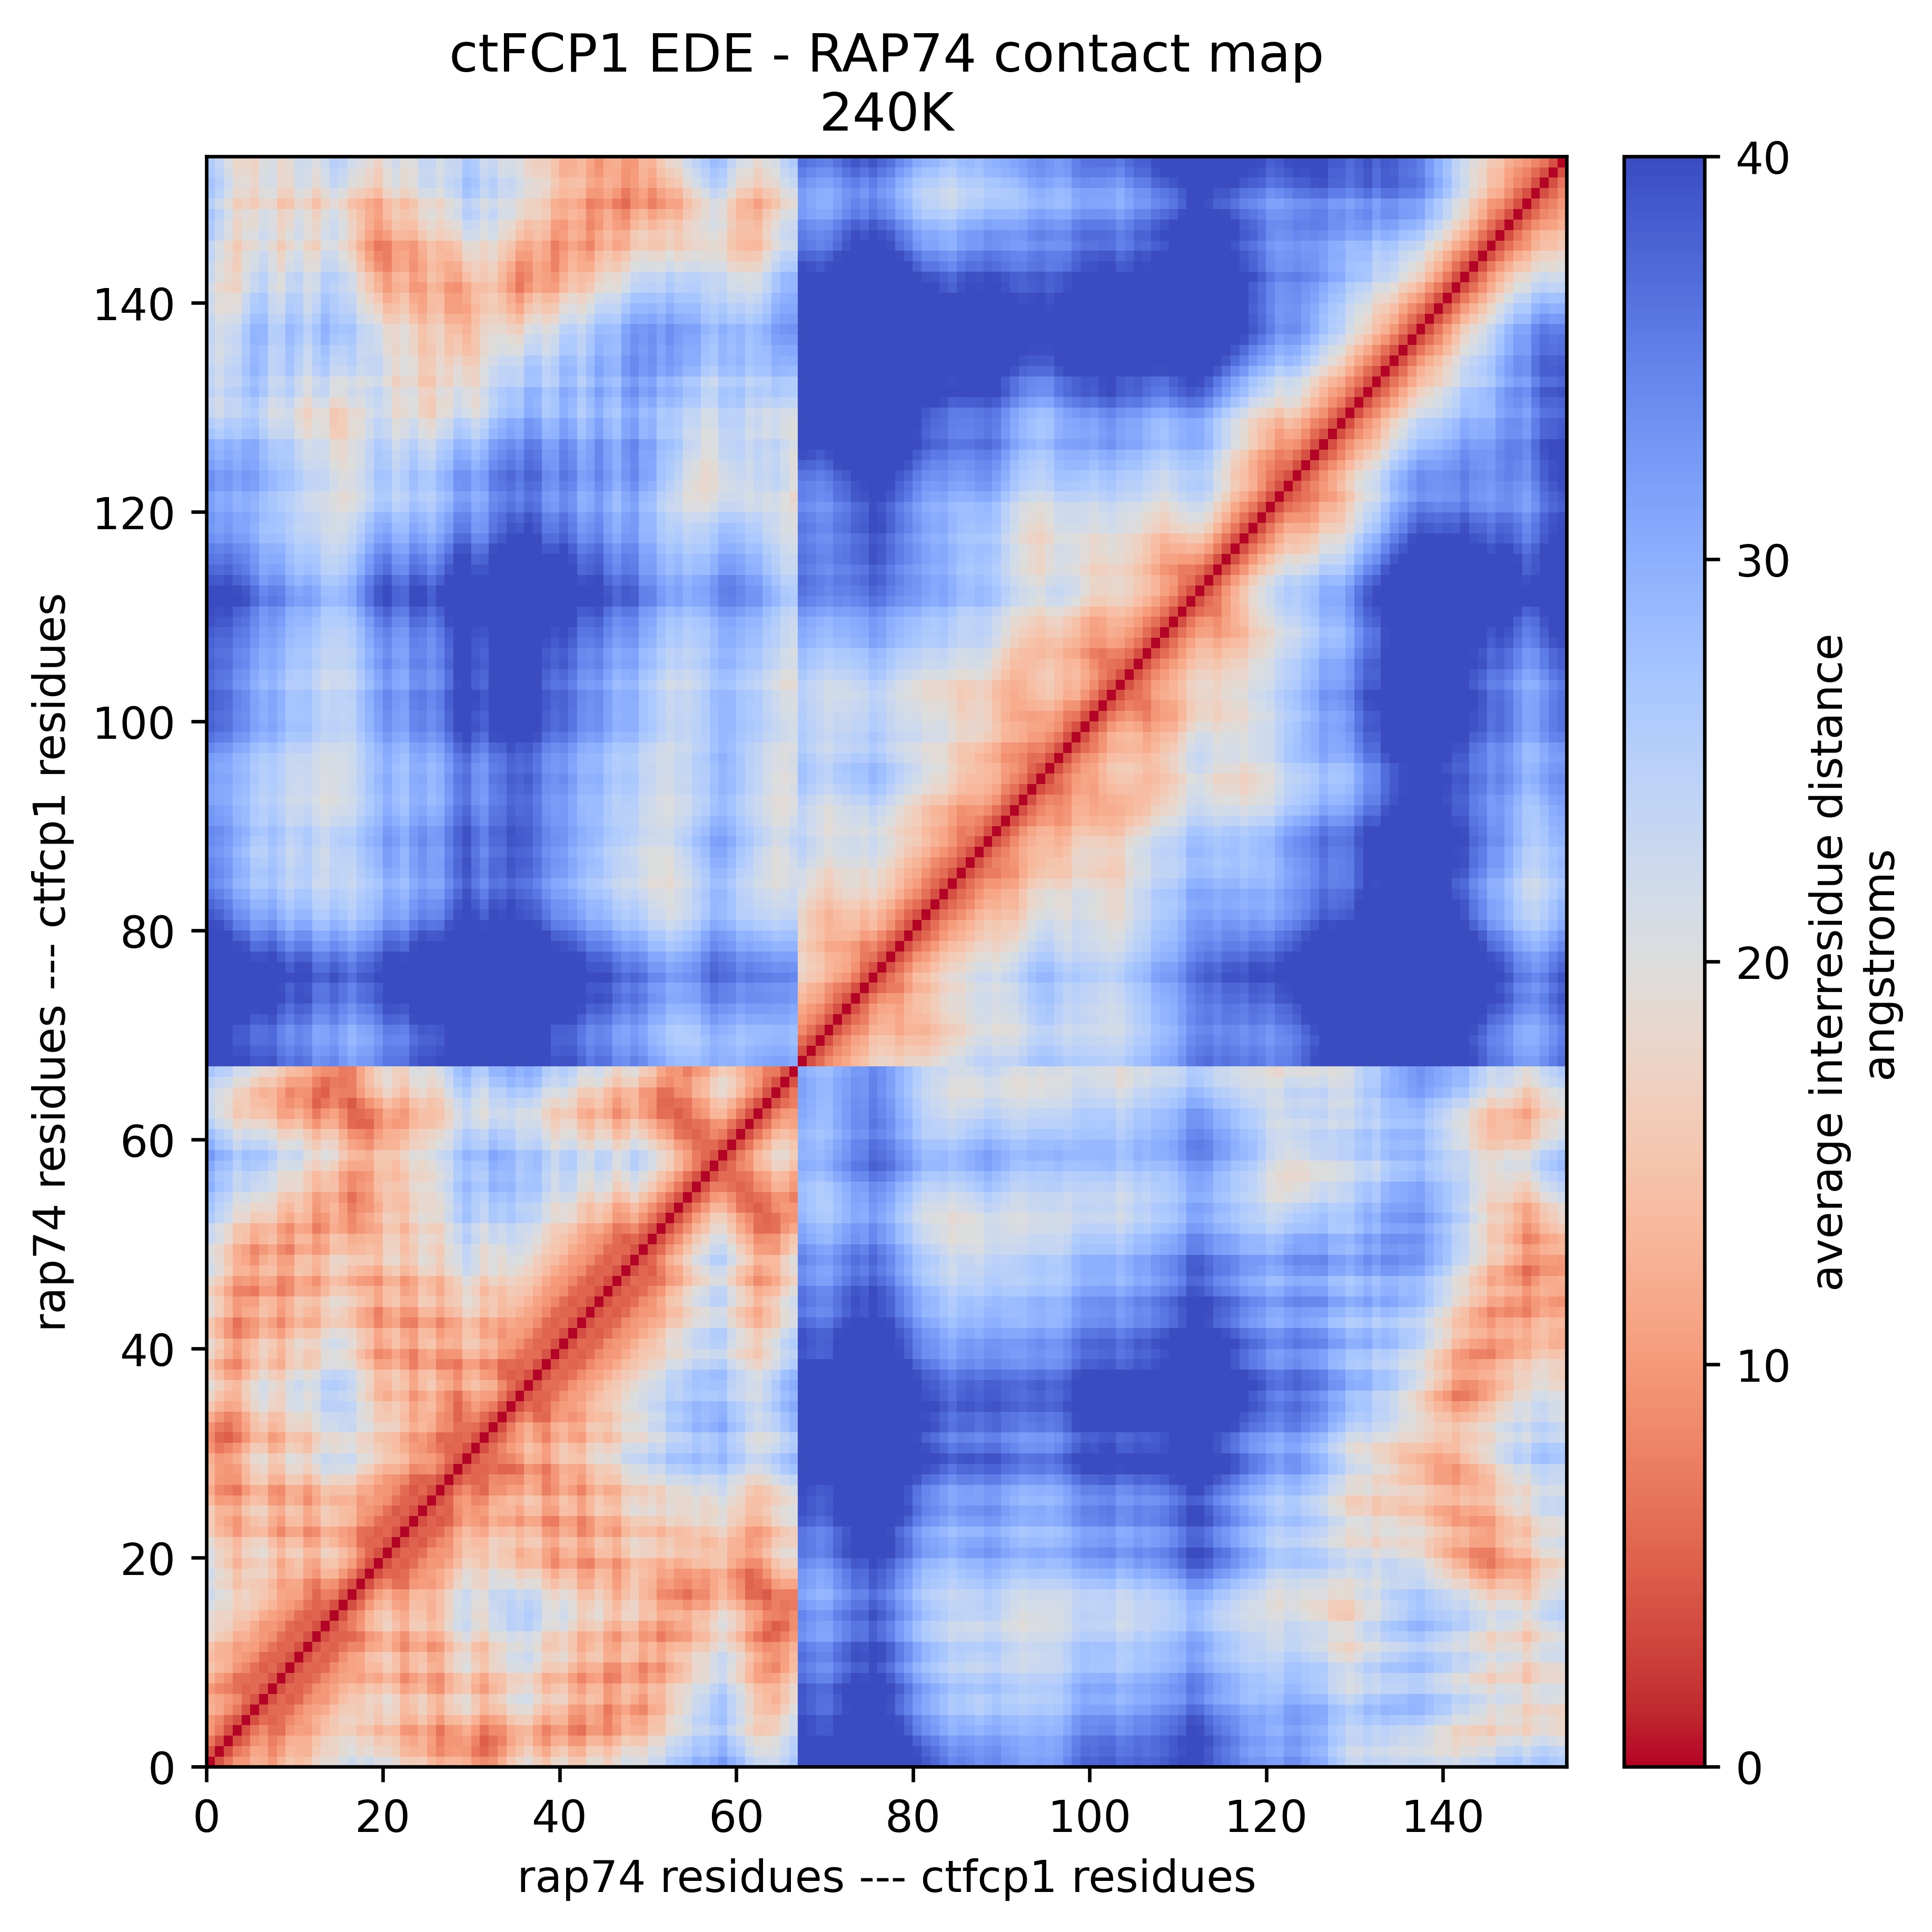 ctFCP1 EDE - RAP74 contact map
240K
rap74 residues --- ctfcp1 residues
140
120
100
80
60
40
20
0
0 20 40 60 80 100 120 140
rap74 residues --- ctfcp1 residues
40
30
20
10
0
average interresidue distance
angstroms